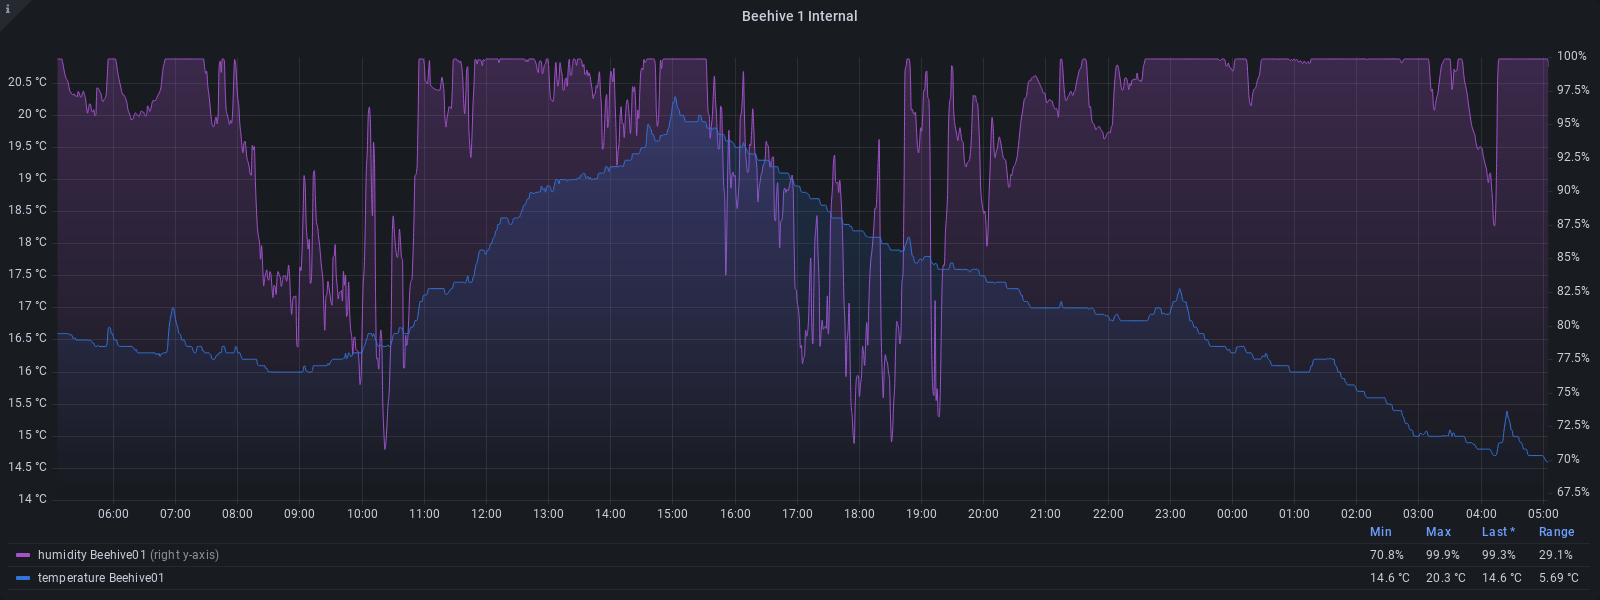 i
Beehive 1 Internal
20.5 °C
20 °C
19.5 °C
19 °C
18.5 °C
18 °C
17.5 °C
17 °C
16.5 °C
16 °C
15.5 °C
15 °C
14.5 °C
14 °C
100%
97.5%
95%
92.5%
90%
87.5%
85%
82.5%
80%
77.5%
75%
72.5%
70%
67.5%
06:00 07:00 08:00 09:00 10:00 11:00 12:00 13:00 14:00 15:00 16:00 17:00 18:00 19:00 20:00 21:00 22:00 23:00 00:00 01:00 02:00 03:00 04:00 05:00
Min Max Last * Range
humidity Beehive01 (right y-axis) 70.8% 99.9% 99.3% 29.1%
temperature Beehive01 14.6 °C 20.3 °C 14.6 °C 5.69 °C